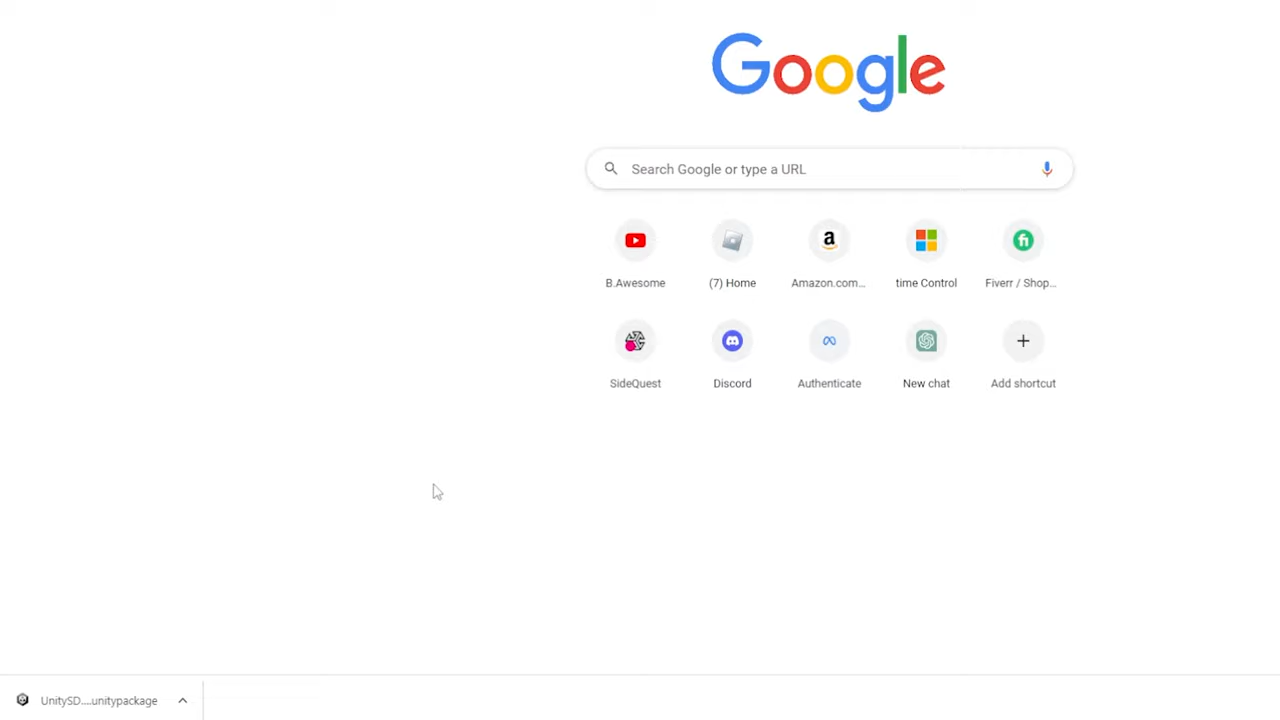 Google
Search Google or type a URL
B.Awesome
(7) Home
Amazon.com...
time Control
Fiverr / Shop...
SideQuest
Discord
Authenticate
New chat
Add shortcut
UnitySD....unitypackage